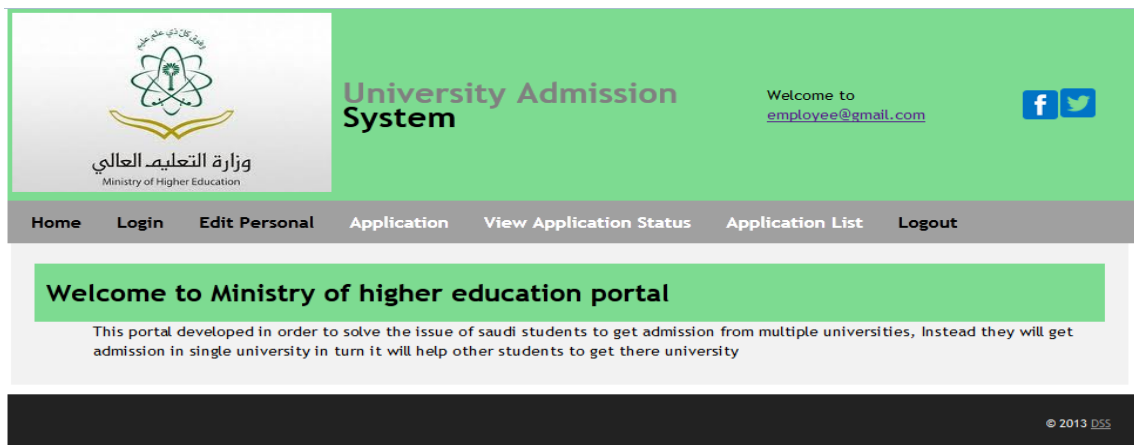 وفوق كل ذي علم عليم
وزارة التعليم العالي
Ministry of Higher Education
University Admission
System
Welcome to
employee@gmail.com
f
Home Login Edit Personal Application View Application Status Application List Logout
Welcome to Ministry of higher education portal
This portal developed in order to solve the issue of saudi students to get admission from multiple universities, Instead they will get
admission in single university in turn it will help other students to get there university
© 2013 DSS